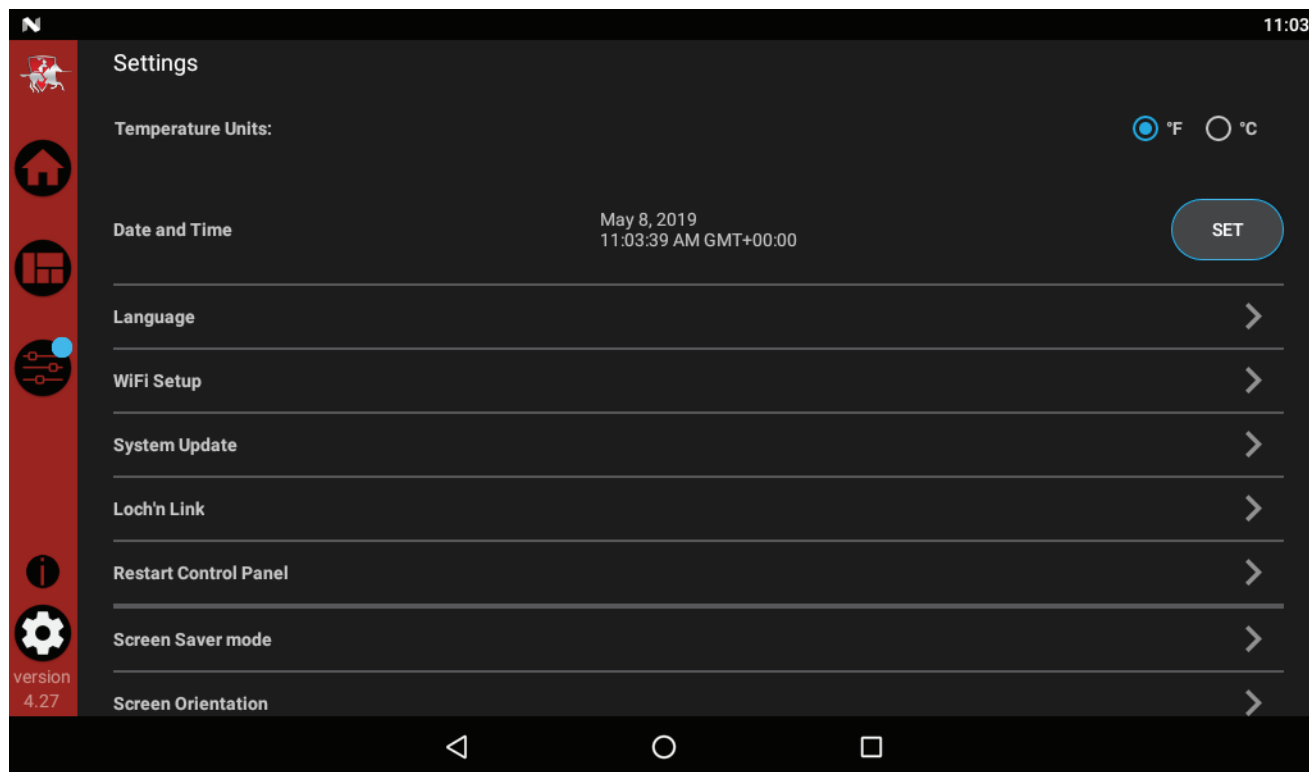 11:03
Settings
Temperature Units:
°F
°C
Date and Time
May 8, 2019
11:03:39 AM GMT+00:00
SET
Language
WiFi Setup
System Update
Loch'n Link
Restart Control Panel
Screen Saver mode
Screen Orientation
version
4.27